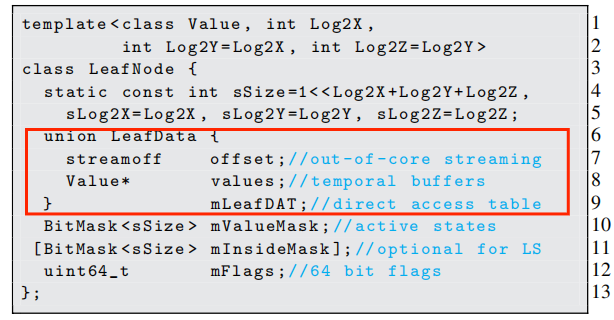 template<class Value, int Log2X, 1
int Log2Y=Log2X, int Log2Z=Log2Y> 2
class LeafNode { 3
static const int sSize=1<<Log2X+Log2Y+Log2Z, 4
sLog2X=Log2X, sLog2Y=Log2Y, sLog2Z=Log2Z; 5
union LeafData { 6
streamoff offset;//out-of-core streaming 7
Value* values;//temporal buffers 8
} mLeafDAT;//direct access table 9
BitMask<sSize> mValueMask;//active states 10
[BitMask<sSize> mInsideMask];//optional for LS 11
uint64_t mFlags;//64 bit flags 12
}; 13